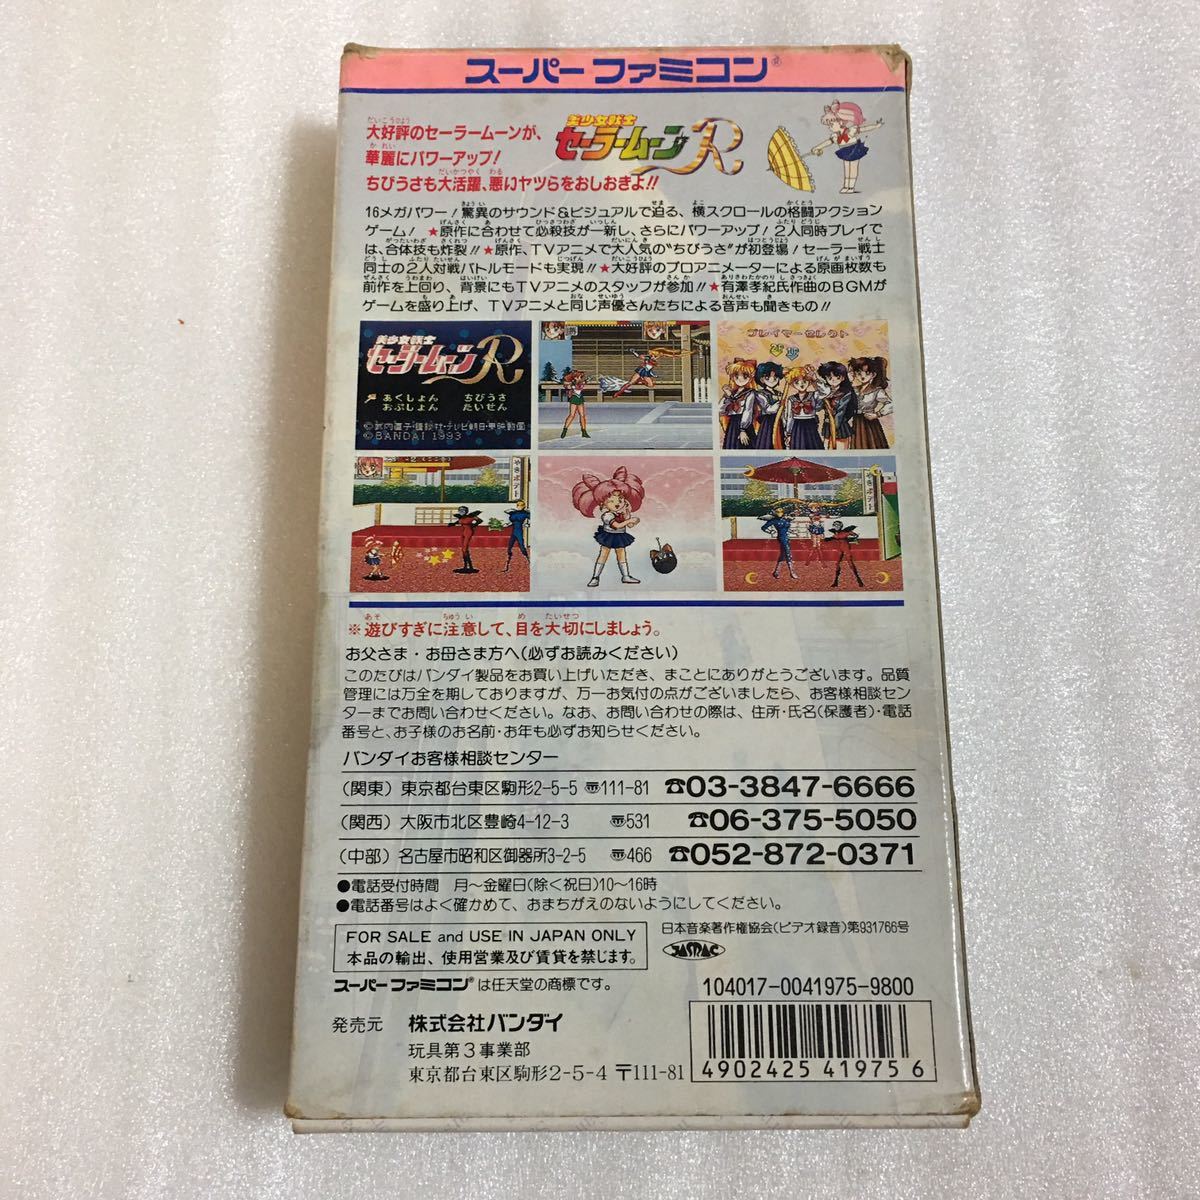 スーパーファミコン®
大好評のセーラームーンが、
華麗にパワーアップ!
ちびうさも大活躍、悪いヤツらをおしおきよ!!
美少女戦士
セーラームーンR
16メガパワー!驚異のサウンド&ビジュアルで迫る、横スクロールの格闘アクション
ゲーム! ★原作に合わせて必殺技が一新し、さらにパワーアップ!2人同時プレイで
は、合体技も炸裂!!★原作、TVアニメで大人気の"ちびうさ"が初登場!セーラー戦士
同士の2人対戦バトルモードも実現!!★大好評のプロアニメーターによる原画枚数も
前作を上回り、背景にもTVアニメのスタッフが参加!!★有澤孝紀氏作曲のBGMが
ゲームを盛り上げ、TVアニメと同じ声優さんたちによる音声も聞きもの!!
美少女戦士
セーラームーンR
あくしょん ちびうさ
おぷしょん たいせん
©武内直子・講談社・テレビ朝日・東映動画
©BANDAI 1993
プレイヤーセレクト
※遊びすぎに注意して、目を大切にしましょう。
お父さま・お母さま方へ(必ずお読みください)
このたびはバンダイ製品をお買い上げいただき、まことにありがとうございます。品質
管理には万全を期しておりますが、万一お気付の点がございましたら、お客様相談セン
ターまでお問い合わせください。なお、お問い合わせの際は、住所・氏名(保護者)・電話
番号と、お子様のお名前・お年も必ずお知らせください。
バンダイお客様相談センター
(関東) 東京都台東区駒形2-5-5 〠111-81 ☎03-3847-6666
(関西) 大阪市北区豊崎4-12-3 〠531 ☎06-375-5050
(中部) 名古屋市昭和区御器所3-2-5 〠466 ☎052-872-0371
●電話受付時間 月〜金曜日(除く祝日)10〜16時
●電話番号はよく確かめて、おまちがえのないようにしてください。
FOR SALE and USE IN JAPAN ONLY
本品の輸出、使用営業及び賃貸を禁じます。
日本音楽著作権協会(ビデオ録音)第931766号
JASRAC
スーパーファミコン®は任天堂の商標です。
104017-0041975-9800
発売元 株式会社バンダイ
玩具第3事業部
東京都台東区駒形2-5-4 〒111-81
4902425 419756